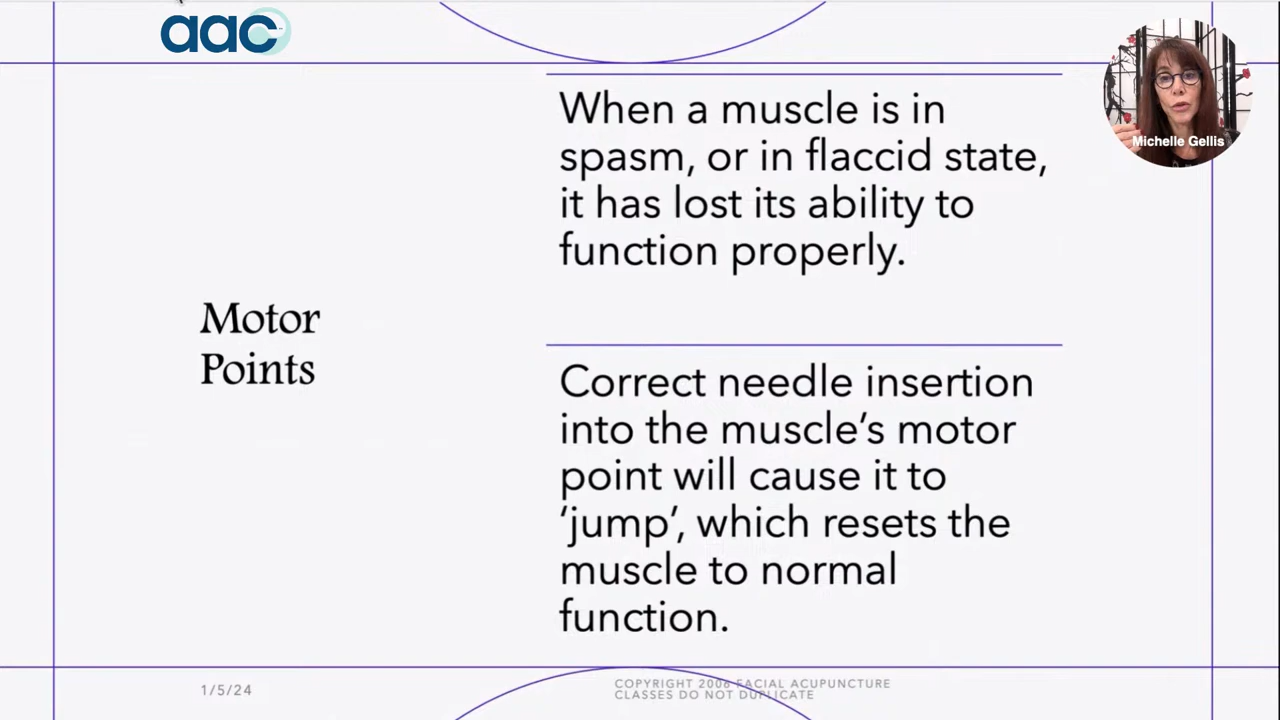 aac
Michelle Gellis
When a muscle is in
spasm, or in flaccid state,
it has lost its ability to
function properly.
Motor
Points
Correct needle insertion
into the muscle’s motor
point will cause it to
‘jump’, which resets the
muscle to normal
function.
1/5/24
COPYRIGHT 2008 FACIAL ACUPUNCTURE
CLASSES DO NOT DUPLICATE